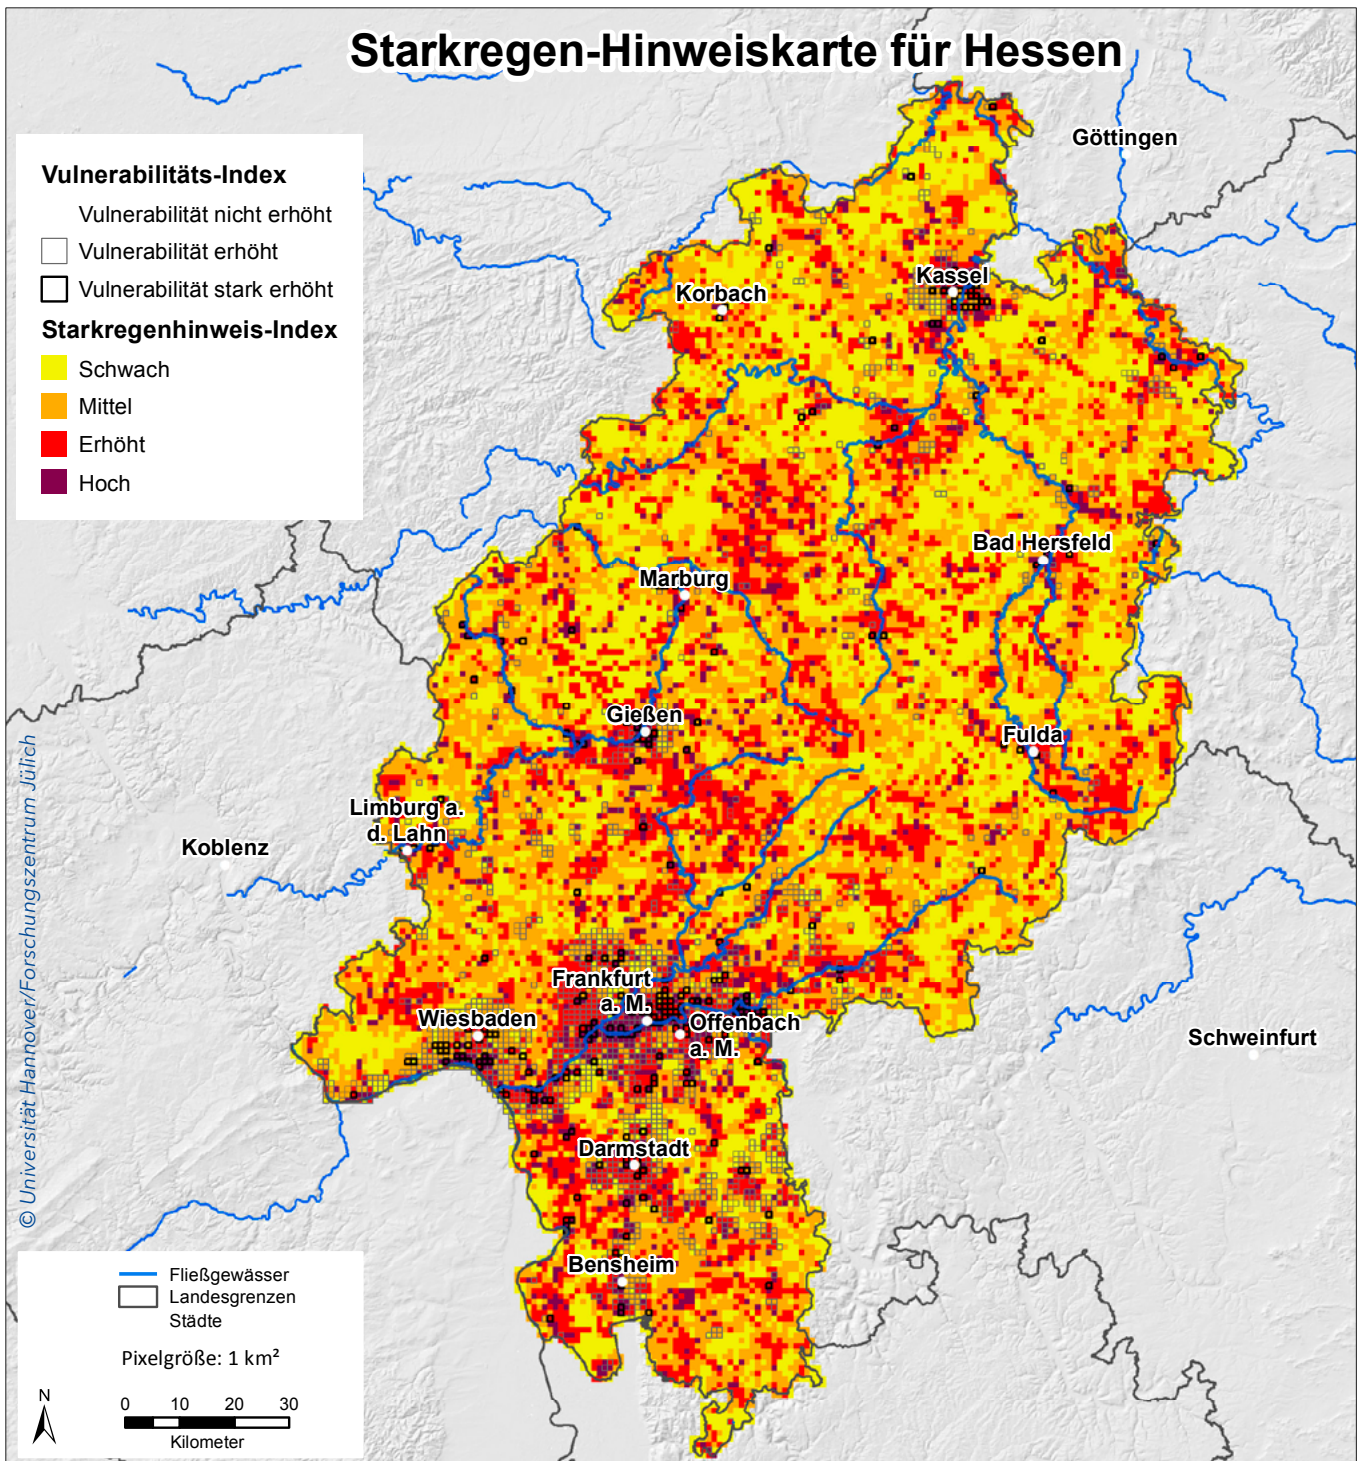 Starkregen-Hinweiskarte für Hessen
Vulnerabilitäts-Index
Vulnerabilität nicht erhöht
Vulnerabilität erhöht
Vulnerabilität stark erhöht
Starkregenhinweis-Index
Schwach
Mittel
Erhöht
Hoch
Göttingen
Kassel
Korbach
Bad Hersfeld
Marburg
Gießen
Fulda
Limburg a.
d. Lahn
Koblenz
Frankfurt
a. M.
Wiesbaden
Offenbach
a. M.
Schweinfurt
Darmstadt
Bensheim
© Universität Hannover/Forschungszentrum Jülich
Fließgewässer
Landesgrenzen
Städte
Pixelgröße: 1 km²
N
0 10 20 30
Kilometer